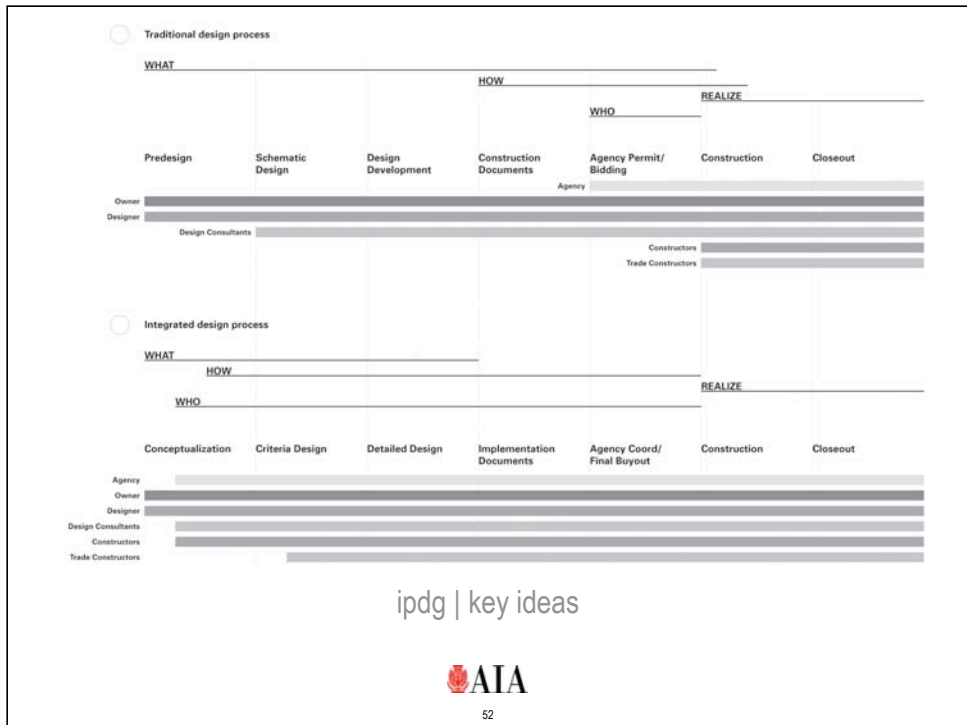 Traditional design process
WHAT
HOW
REALIZE
WHO
Predesign
Schematic
Design
Design
Development
Construction
Documents
Agency Permit/
Bidding
Construction
Closeout
Agency
Owner
Designer
Design Consultants
Constructors
Trade Constructors
Integrated design process
WHAT
HOW
REALIZE
WHO
Conceptualization
Criteria Design
Detailed Design
Implementation
Documents
Agency Coord/
Final Buyout
Construction
Closeout
Agency
Owner
Designer
Design Consultants
Constructors
Trade Constructors
ipdg | key ideas
AIA
52